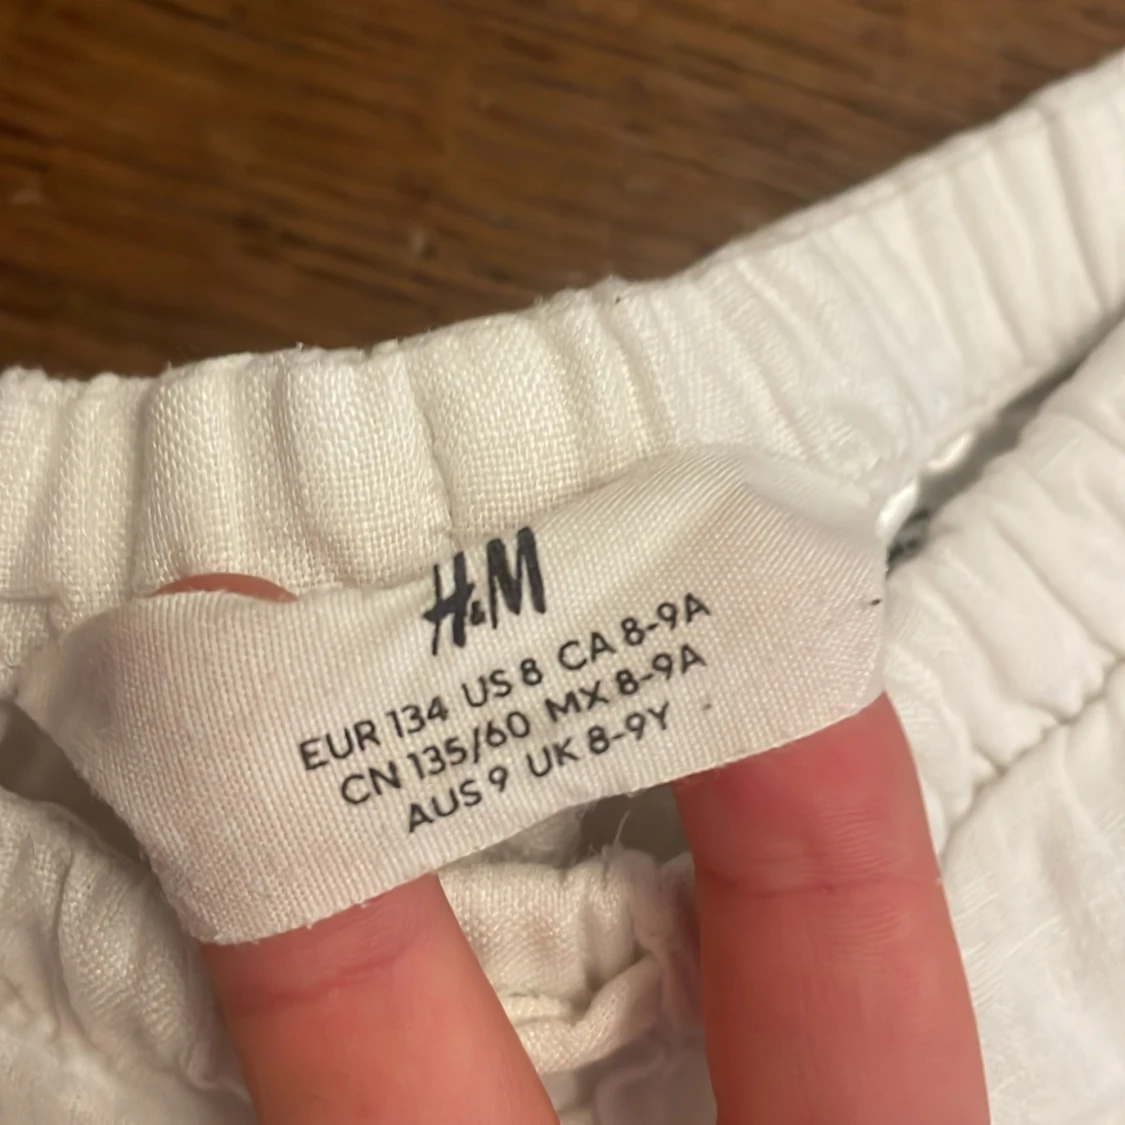 H&M
EUR 134 US 8 CA 8-9A
CN 135/60 MX 8-9A
AUS 9 UK 8-9Y